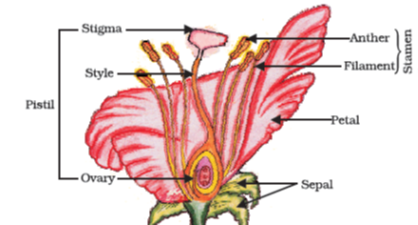 Stigma
Anther
Filament
Stamen
Style
Pistil
Petal
Ovary
Sepal